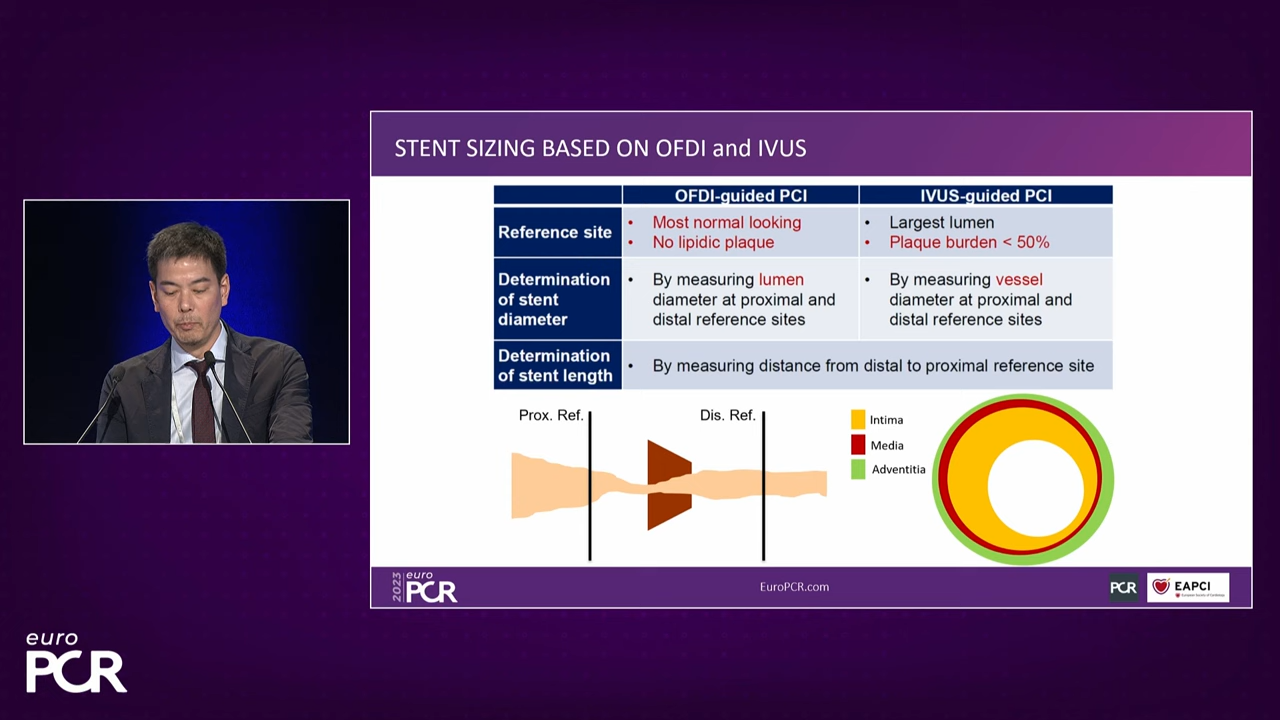 STENT SIZING BASED ON OFDI and IVUS
OFDI-guided PCI
IVUS-guided PCI
Reference site
• Most normal looking
• No lipidic plaque
• Largest lumen
• Plaque burden < 50%
Determination
of stent
diameter
• By measuring lumen
diameter at proximal and
distal reference sites
• By measuring vessel
diameter at proximal and
distal reference sites
Determination
of stent length
• By measuring distance from distal to proximal reference site
Prox. Ref.
Dis. Ref.
Intima
Media
Adventitia
2023
euro
PCR
EuroPCR.com
PCR
EAPCI
euro
PCR